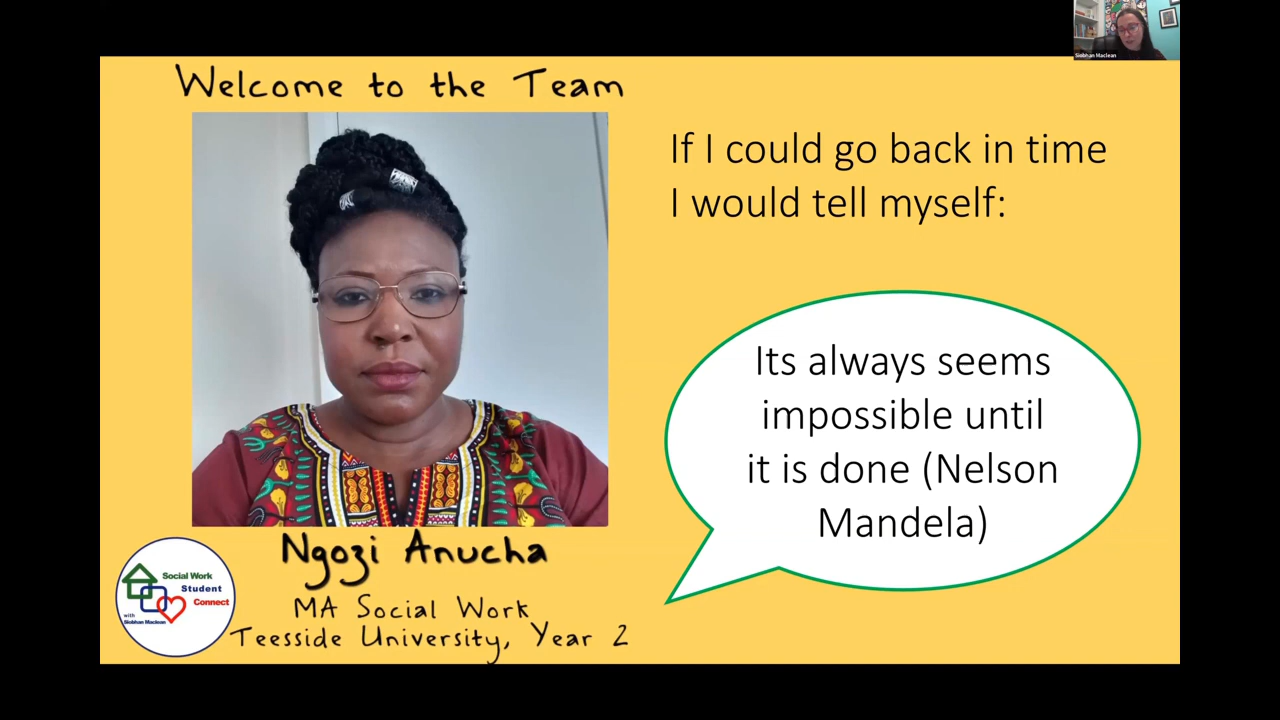 Siobhan Maclean
Welcome to the Team
If I could go back in time
I would tell myself:
Its always seems
impossible until
it is done (Nelson
Mandela)
Ngozi Anucha
MA Social Work
Teesside University, Year 2
Social Work
Student
Connect
with
Siobhan Maclean